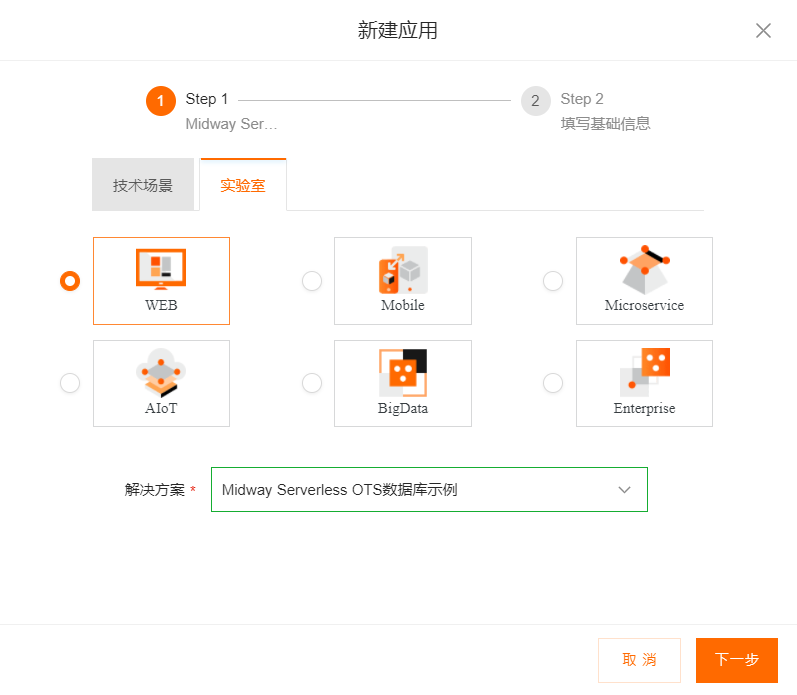 新建应用
1 Step 1
Midway Ser...
2 Step 2
填写基础信息
技术场景 实验室
WEB Mobile Microservice
AIoT BigData Enterprise
解决方案 * Midway Serverless OTS数据库示例
取 消 下一步